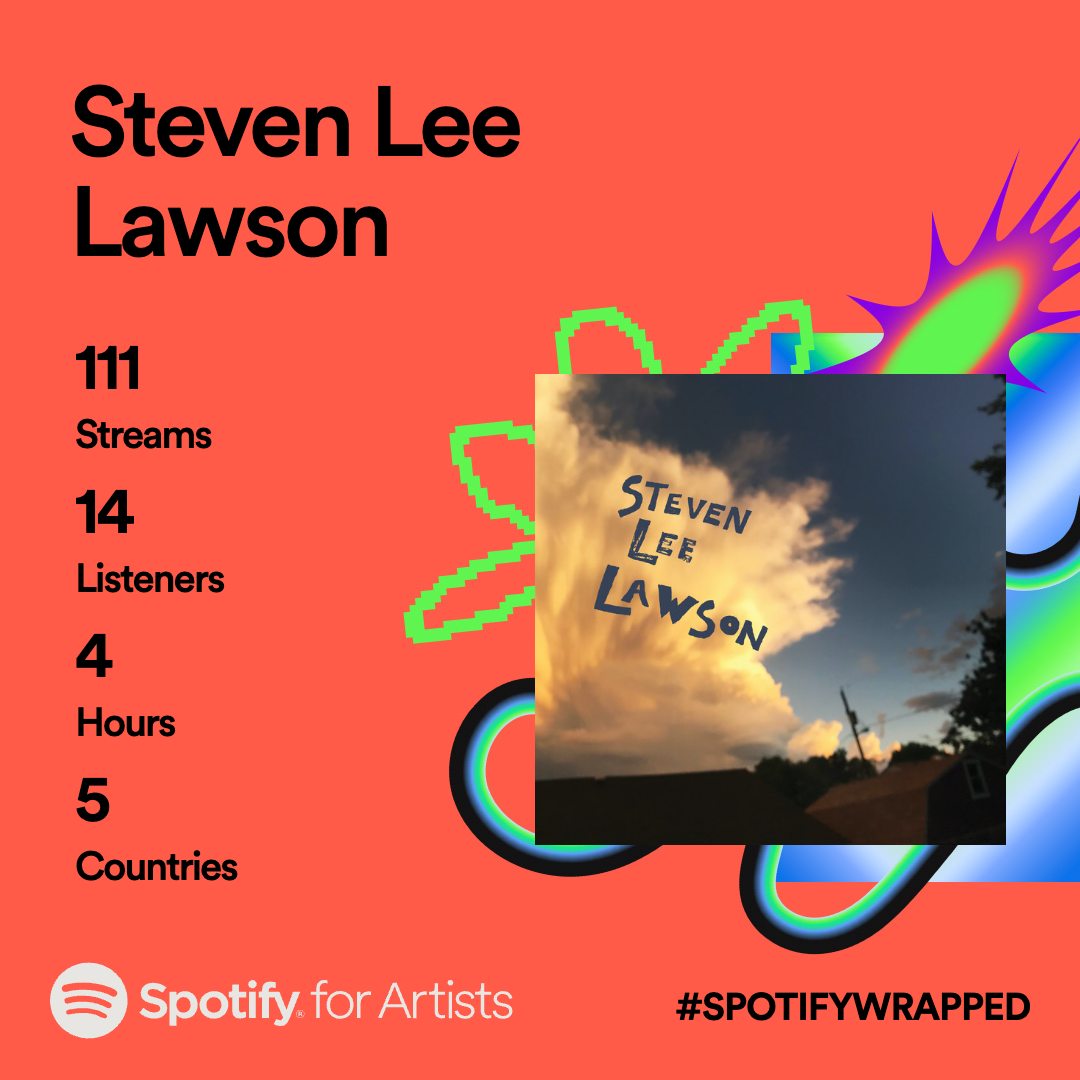 Steven Lee
Lawson
111
Streams
14
Listeners
4
Hours
5
Countries
STEVEN
LEE
LAWSON
Spotify® for Artists
#SPOTIFYWRAPPED